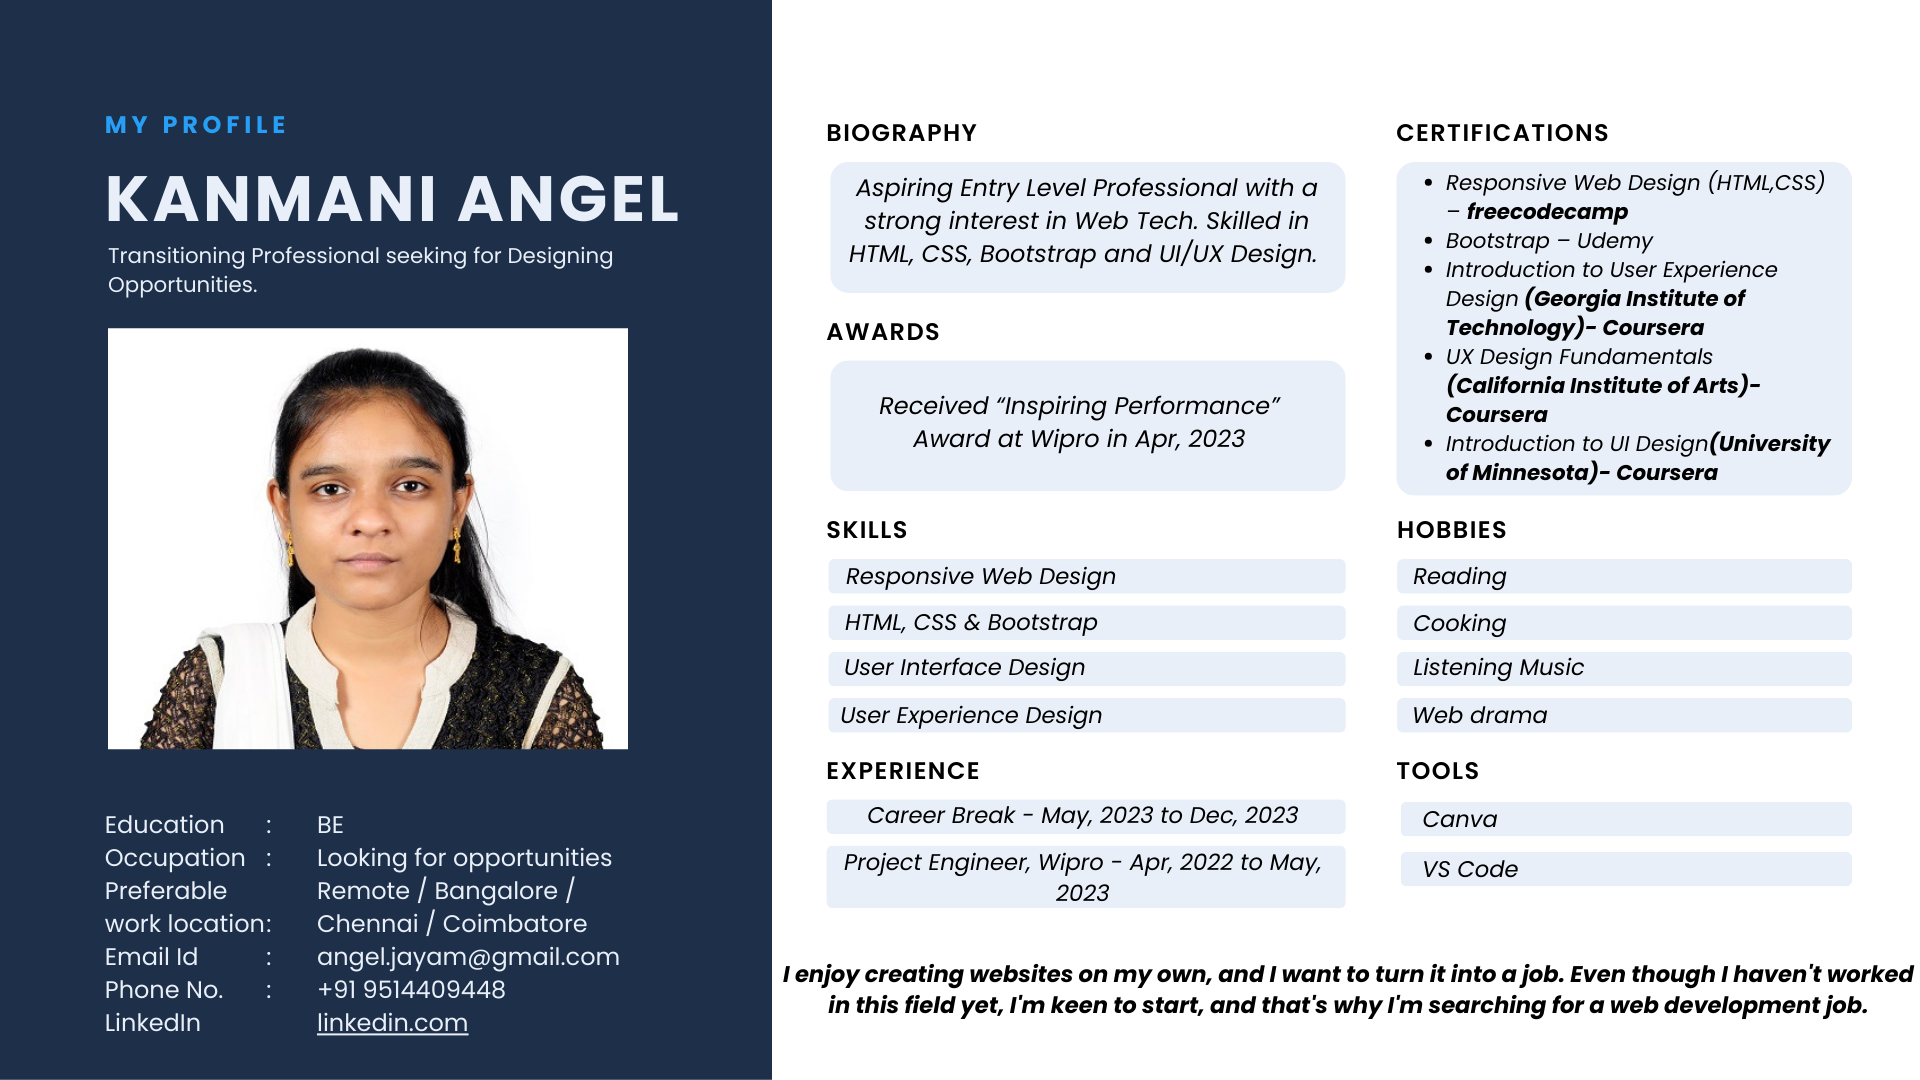 MY PROFILE
KANMANI ANGEL
Transitioning Professional seeking for Designing
Opportunities.
Education : BE
Occupation : Looking for opportunities
Preferable Remote / Bangalore /
work location: Chennai / Coimbatore
Email Id : angel.jayam@gmail.com
Phone No. : +91 9514409448
LinkedIn linkedin.com
BIOGRAPHY
Aspiring Entry Level Professional with a
strong interest in Web Tech. Skilled in
HTML, CSS, Bootstrap and UI/UX Design.
AWARDS
Received “Inspiring Performance”
Award at Wipro in Apr, 2023
SKILLS
Responsive Web Design
HTML, CSS & Bootstrap
User Interface Design
User Experience Design
EXPERIENCE
Career Break - May, 2023 to Dec, 2023
Project Engineer, Wipro - Apr, 2022 to May,
2023
CERTIFICATIONS
• Responsive Web Design (HTML,CSS)
– freecodecamp
• Bootstrap – Udemy
• Introduction to User Experience
Design (Georgia Institute of
Technology)- Coursera
• UX Design Fundamentals
(California Institute of Arts)-
Coursera
• Introduction to UI Design(University
of Minnesota)- Coursera
HOBBIES
Reading
Cooking
Listening Music
Web drama
TOOLS
Canva
VS Code
I enjoy creating websites on my own, and I want to turn it into a job. Even though I haven't worked
in this field yet, I'm keen to start, and that's why I'm searching for a web development job.